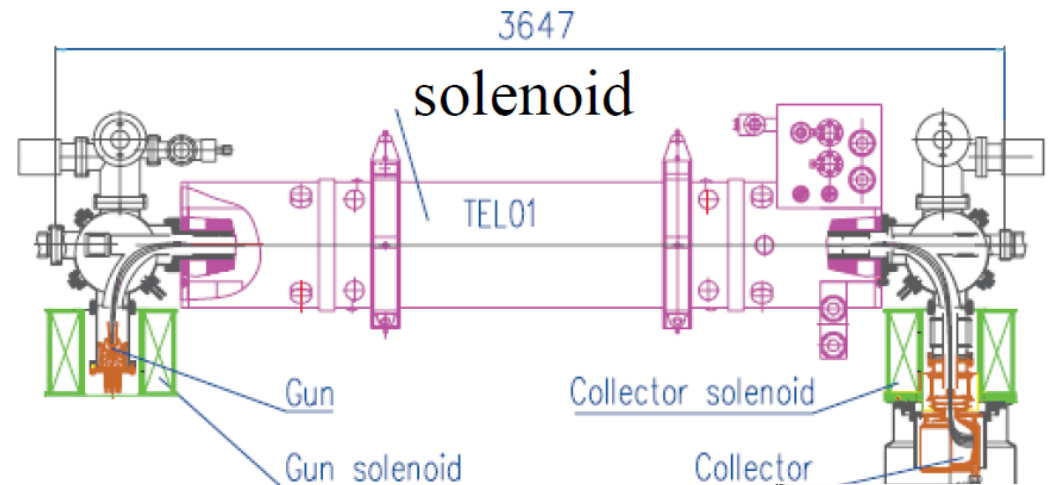 3647
solenoid
TEL01
Gun
Collector solenoid
Gun solenoid
Collector